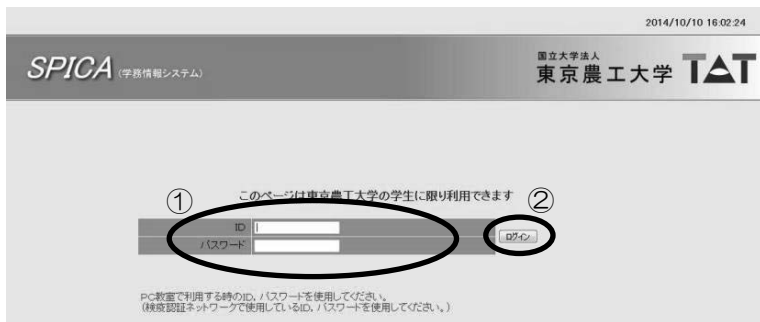 2014/10/10 16:02:24
SPICA (学務情報システム)
国立大学法人
東京農工大学 TAT
このページは東京農工大学の学生に限り利用できます
① ②
ID
パスワード
ログイン
PC教室で利用する時のID、パスワードを使用してください。
(検疫認証ネットワークで使用しているID、パスワードを使用してください。)